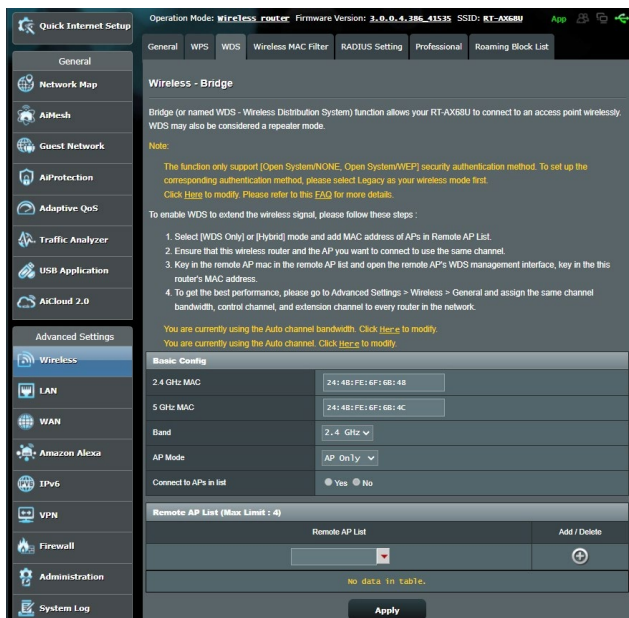 Quick Internet Setup
General
Network Map
AiMesh
Guest Network
AiProtection
Adaptive QoS
Traffic Analyzer
USB Application
AiCloud 2.0
Advanced Settings
Wireless
LAN
WAN
Amazon Alexa
IPv6
VPN
Firewall
Administration
System Log
Operation Mode: Wireless router Firmware Version: 3.0.0.4.386_41535 SSID: RT-AX68U App
General WPS WDS Wireless MAC Filter RADIUS Setting Professional Roaming Block List
Wireless - Bridge
Bridge (or named WDS - Wireless Distribution System) function allows your RT-AX68U to connect to an access point wirelessly.
WDS may also be considered a repeater mode.
Note:
The function only support [Open System/NONE, Open System/WEP] security authentication method. To set up the
corresponding authentication method, please select Legacy as your wireless mode
first.
Click Here to modify. Please refer to this FAQ for more details.
To enable WDS to extend the wireless signal, please follow these steps :
1. Select [WDS Only] or [Hybrid] mode and add MAC address of APs in Remote AP List.
2. Ensure that this wireless router and the AP you want to connect to use the same channel.
3. Key in the remote AP mac in the remote AP list and open the remote AP's WDS management interface, key in the this
router's MAC address.
4. To get the best performance, please go to Advanced Settings > Wireless > General and assign the same channel
bandwidth, control channel, and extension channel to every router in the network.
You are currently using the Auto channel bandwidth. Click Here to modify.
You are currently using the Auto channel. Click Here to modify.
Basic Config
2.4 GHz MAC 24:4B:FE:6F:6B:48
5 GHz MAC 24:4B:FE:6F:6B:4C
Band 2.4 GHz
AP Mode AP Only
Connect to APs in list Yes No
Remote AP List (Max Limit : 4)
Remote AP List Add / Delete
No data in table.
Apply